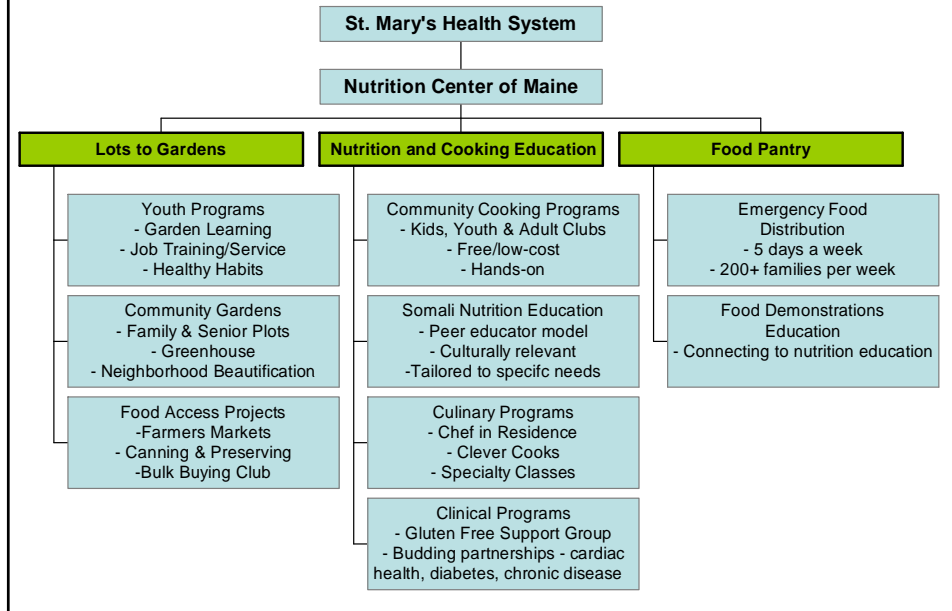 St. Mary's Health System
Nutrition Center of Maine
Lots to Gardens
Youth Programs
- Garden Learning
- Job Training/Service
- Healthy Habits
Community Gardens
- Family & Senior Plots
- Greenhouse
- Neighborhood Beautification
Food Access Projects
-Farmers Markets
- Canning & Preserving
-Bulk Buying Club
Nutrition and Cooking Education
Community Cooking Programs
- Kids, Youth & Adult Clubs
- Free/low-cost
- Hands-on
Somali Nutrition Education
- Peer educator model
- Culturally relevant
-Tailored to specifc needs
Culinary Programs
- Chef in Residence
- Clever Cooks
- Specialty Classes
Clinical Programs
- Gluten Free Support Group
- Budding partnerships - cardiac
health, diabetes, chronic disease
Food Pantry
Emergency Food
Distribution
- 5 days a week
- 200+ families per week
Food Demonstrations
Education
- Connecting to nutrition education